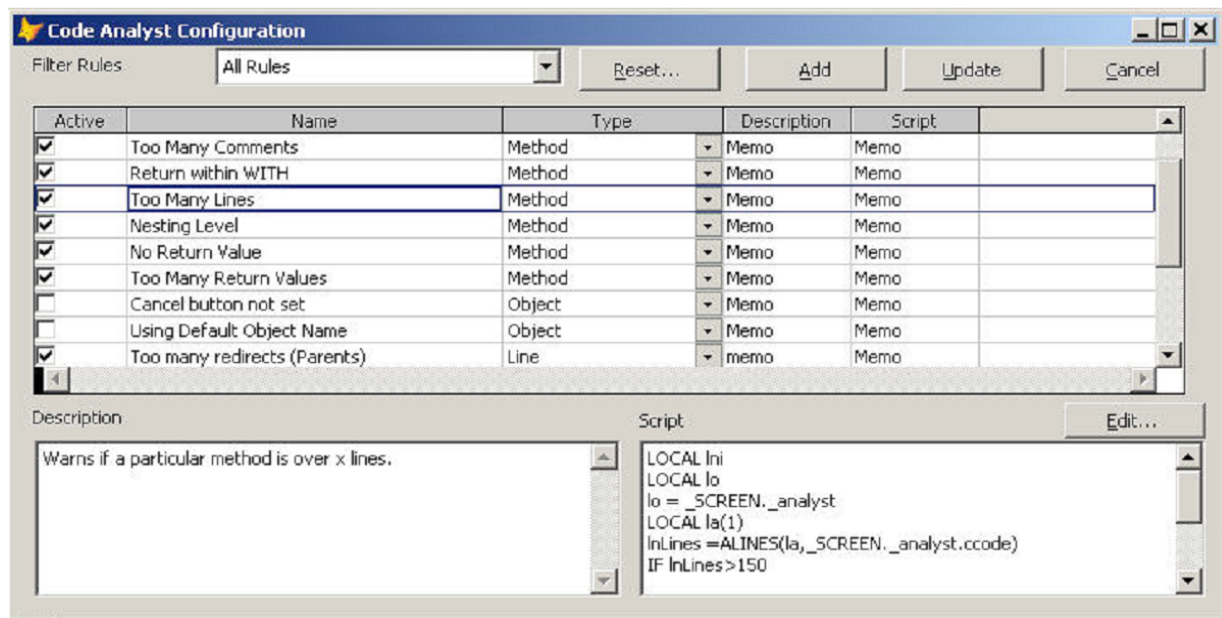 Code Analyst Configuration
Filter Rules All Rules Reset... Add Update Cancel
Active Name Type Description Script
Too Many Comments Method Memo Memo
Return within WITH Method Memo Memo
Too Many Lines Method Memo Memo
Nesting Level Method Memo Memo
No Return Value Method Memo Memo
Too Many Return Values Method Memo Memo
Cancel button not set Object Memo Memo
Using Default Object Name Object Memo Memo
Too many redirects (Parents) Line memo Memo
Description Script Edit...
Warns if a particular method is over x lines.
LOCAL lni
LOCAL lo
lo = _SCREEN._analyst
LOCAL la(1)
lnLines =ALINES(la,_SCREEN._analyst.ccode)
IF lnLines>150